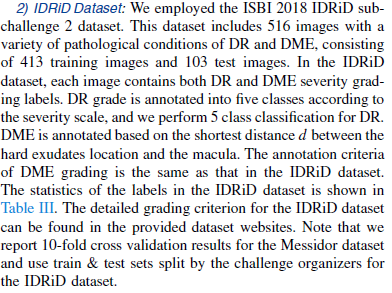 2) IDRiD Dataset: We employed the ISBI 2018 IDRiD sub-
challenge 2 dataset. This dataset includes 516 images with a
variety of pathological conditions of DR and DME, consisting
of 413 training images and 103 test images. In the IDRiD
dataset, each image contains both DR and DME severity grad-
ing labels. DR grade is annotated into five classes according to
the severity scale, and we perform 5 class classification for DR.
DME is annotated based on the shortest distance d between the
hard exudates location and the macula. The annotation criteria
of DME grading is the same as that in the IDRiD dataset.
The statistics of the labels in the IDRiD dataset is shown in
Table III. The detailed grading criterion for the IDRiD dataset
can be found in the provided dataset websites. Note that we
report 10-fold cross validation results for the Messidor dataset
and use train & test sets split by the challenge organizers for
the IDRiD dataset.